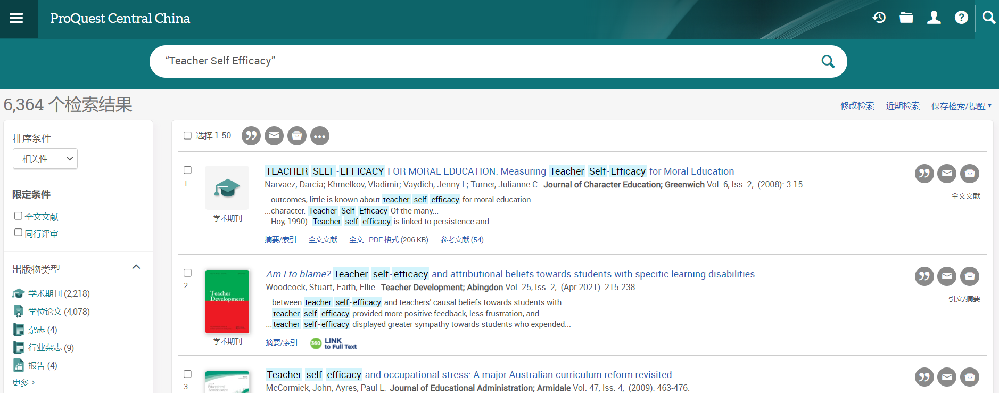 ProQuest Central China
“Teacher Self Efficacy”
6,364 个检索结果
修改检索 近期检索 保存检索/提醒
排序条件
相关性
限定条件
全文文献
同行评审
出版物类型
学术期刊 (2,218)
学位论文 (4,078)
杂志 (4)
行业杂志 (9)
报告 (4)
更多 ›
选择 1-50
1
TEACHER SELF-EFFICACY FOR MORAL EDUCATION: Measuring Teacher Self-Efficacy for Moral Education
Narvaez, Darcia; Khmelkov, Vladimir; Vaydich, Jenny L; Turner, Julianne C. Journal of Character Education; Greenwich Vol. 6, Iss. 2, (2008): 3-15.
...outcomes, little is known about teacher self-efficacy for moral education...
...character. Teacher Self-Efficacy Of the many...
...Hoy, 1990). Teacher self-efficacy is linked to persistence and...
学术期刊
全文文献
摘要/索引 全文文献 全文 - PDF 格式 (206 KB) 参考文献 (54)
2
Teacher
Development
学术期刊
Am I to blame? Teacher self-efficacy and attributional beliefs towards students with specific learning disabilities
Woodcock, Stuart; Faith, Ellie. Teacher Development; Abingdon Vol. 25, Iss. 2, (Apr 2021): 215-238.
...between teacher self-efficacy and teachers’ causal beliefs towards students with...
...teacher self-efficacy provided more positive feedback, less frustration, and...
...teacher self-efficacy displayed greater sympathy towards students who expended...
引文/摘要
摘要/索引 360 LINK
to Full Text
3
Educational
Administration
Teacher self-efficacy and occupational stress: A major Australian curriculum reform revisited
McCormick, John; Ayres, Paul L. Journal of Educational Administration; Armidale Vol. 47, Iss. 4, (2009): 463-476.